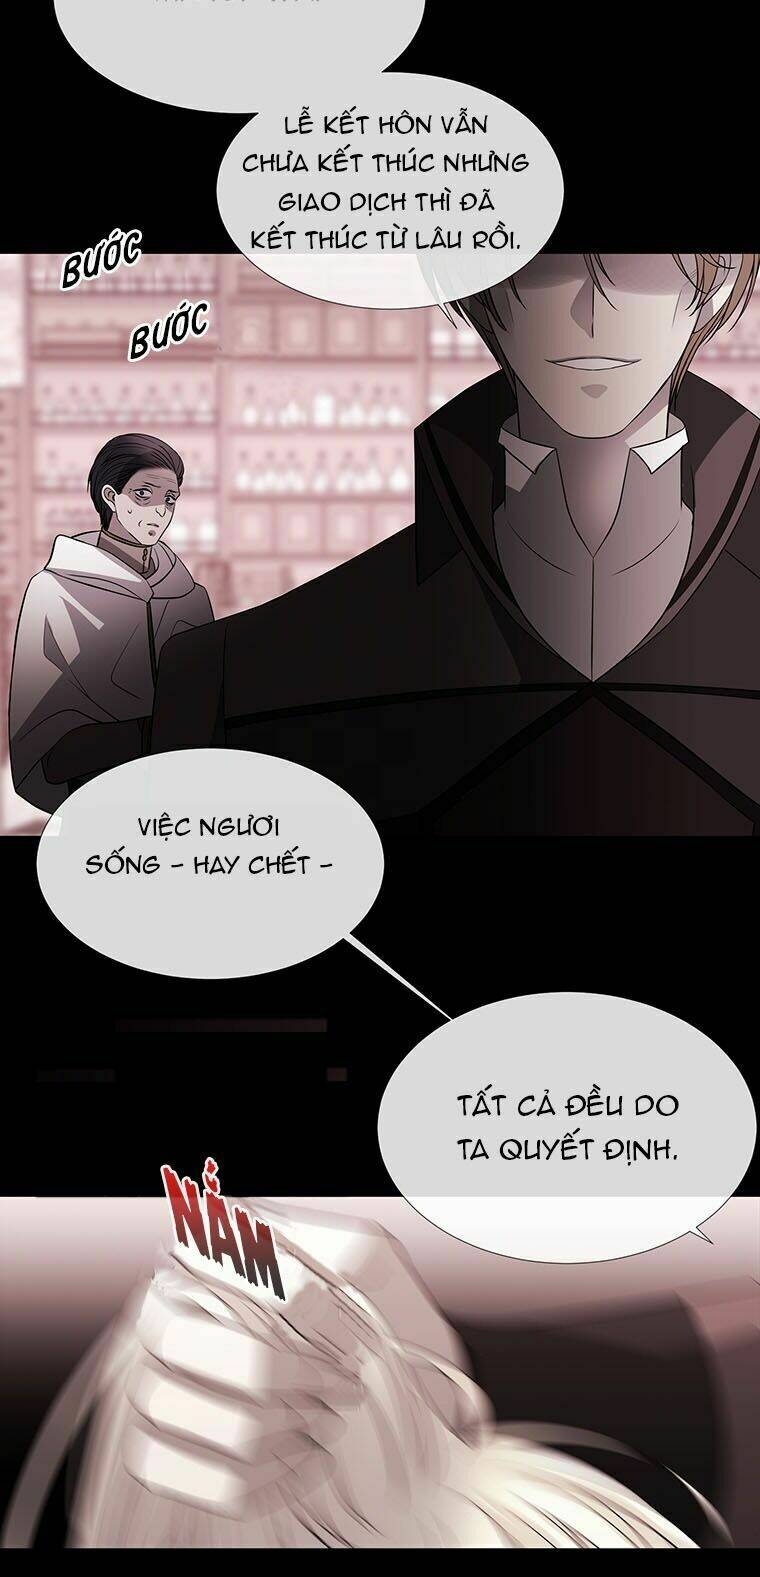 LỄ KẾT HÔN VẪN
CHƯA KẾT THÚC NHƯNG
GIAO DỊCH THÌ ĐÃ
KẾT THÚC TỪ LÂU RỒI.
BƯỚC
BƯỚC
VIỆC NGƯƠI
SỐNG - HAY CHẾT -
TẤT CẢ ĐỀU DO
TA QUYẾT ĐỊNH.
NẮM